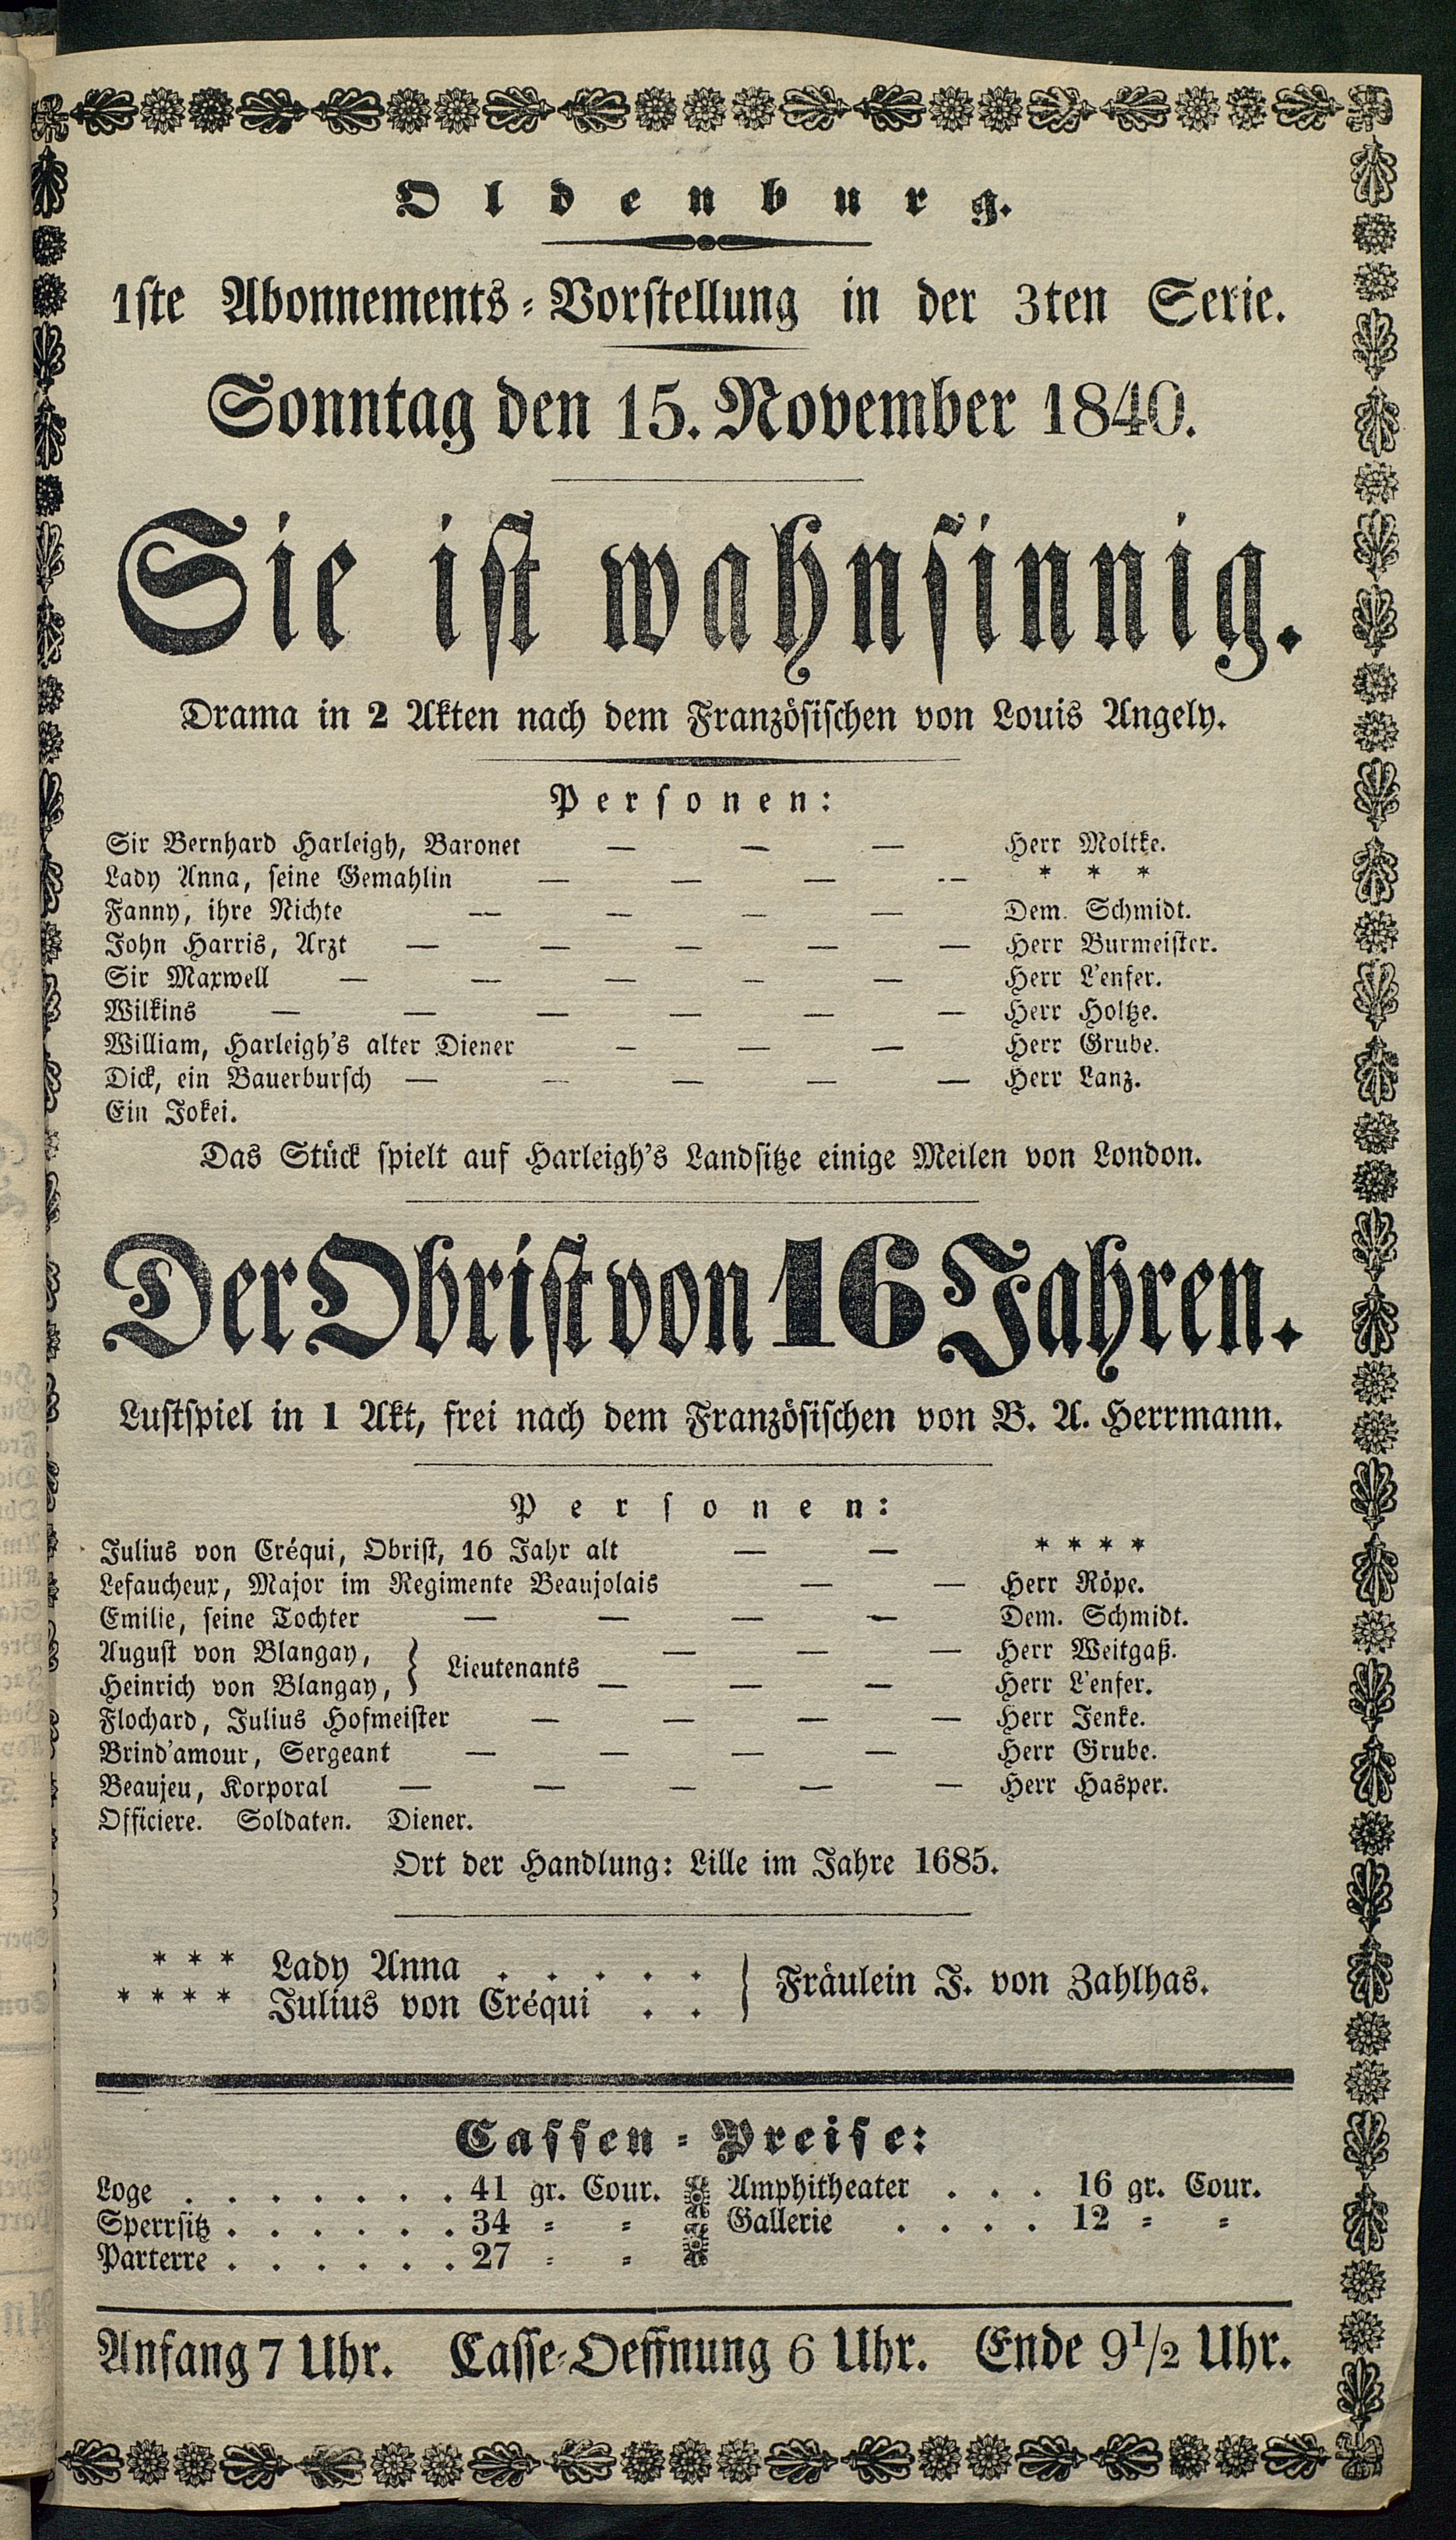 Oldenburg.
1ste Abonnements-Vorstellung in der 3ten Serie.
Sonntag den 15. November 1840.
Sie ist wahnsinnig.
Drama in 2 Akten nach dem Französischen von Louis Angely.
Personen:
Sir Bernhard Harleigh, Baronet — — — Herr Moltke.
Lady Anna, seine Gemahlin — — — — * * *
Fanny, ihre Nichte — — — — Dem. Schmidt.
John Harris, Arzt — — — — — Herr Burmeister.
Sir Maxwell — — — — — Herr L'enfer.
Wilkins — — — — — — Herr Holtze.
William, Harleigh's alter Diener — — — Herr Grube.
Dick, ein Bauerbursch — — — — — Herr Lanz.
Ein Jokei.
Das Stück spielt auf Harleigh's Landsitze einige Meilen von London.
Der Obrist von 16 Jahren.
Lustspiel in 1 Akt, frei nach dem Französischen von B. A. Herrmann.
Personen:
Julius von Créqui, Obrist, 16 Jahr alt — — * * * *
Lefaucheux, Major im Regimente Beaujolais — — Herr Röpe.
Emilie, seine Tochter — — — — Dem. Schmidt.
August von Blangay, } Lieutenants — — — Herr Weitgaß.
Heinrich von Blangay, } — — — Herr L'enfer.
Flochard, Julius Hofmeister — — — — Herr Jenke.
Brind'amour, Sergeant — — — — Herr Grube.
Beaujeu, Korporal — — — — — Herr Hasper.
Officiere. Soldaten. Diener.
Ort der Handlung: Lille im Jahre 1685.
* * * Lady Anna . . . . . } Fräulein J. von Zahlhas.
* * * * Julius von Créqui . . }
Cassen-Preise:
Loge . . . . . . . 41 gr. Cour. Amphitheater . . . 16 gr. Cour.
Sperrsitz . . . . . . 34 = = Gallerie . . . . 12 = =
Parterre . . . . . . 27 = =
Anfang 7 Uhr. Casse-Oeffnung 6 Uhr. Ende 9½ Uhr.